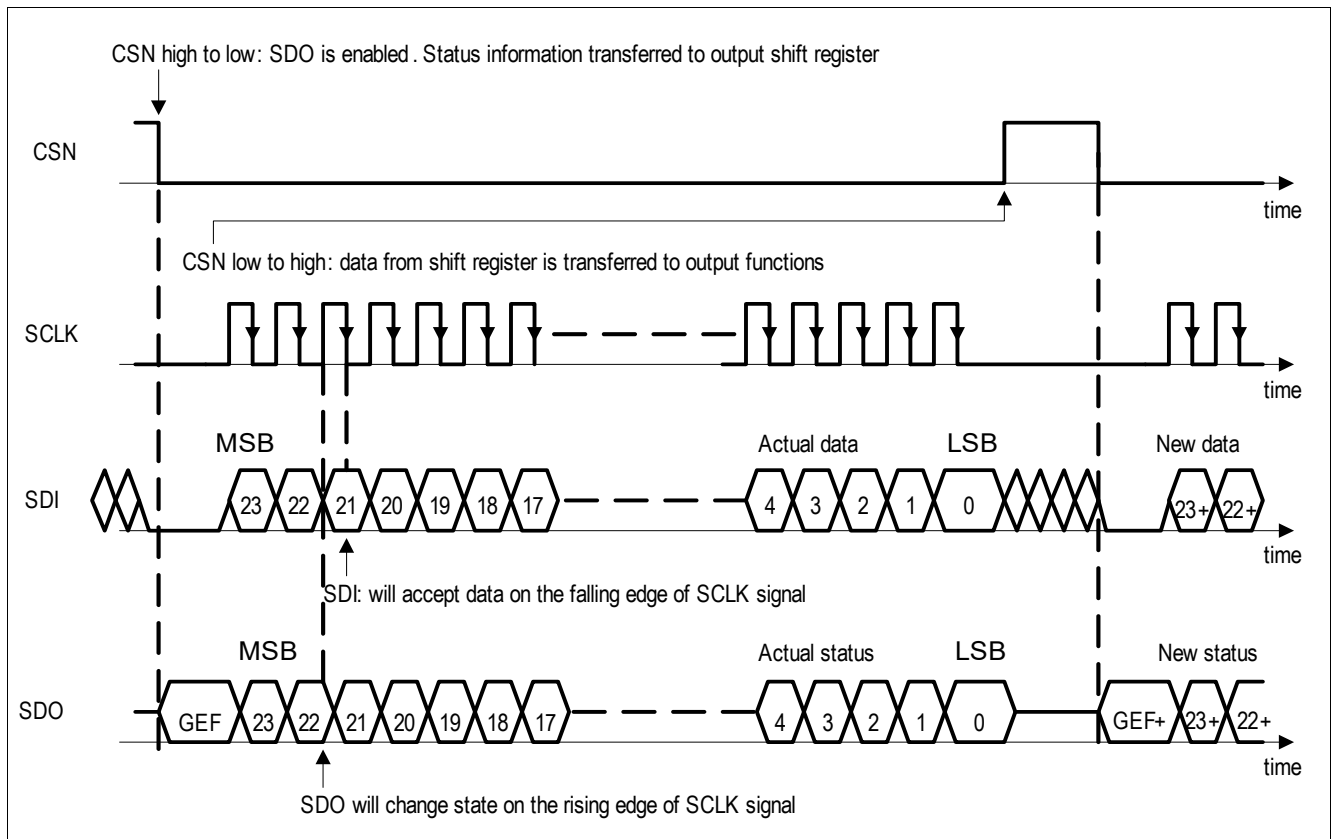 CSN high to low: SDO is enabled. Status information transferred to output shift register
CSN
time
CSN low to high: data from shift register is transferred to output functions
SCLK
time
MSB
Actual data
LSB
New data
SDI
23 22 21 20 19 18 17
4 3 2 1 0
23+ 22+
time
SDI: will accept data on the falling edge of SCLK signal
MSB
Actual status
LSB
New status
SDO
GEF 23 22 21 20 19 18 17
4 3 2 1 0
GEF+ 23+ 22+
time
SDO will change state on the rising edge of SCLK signal